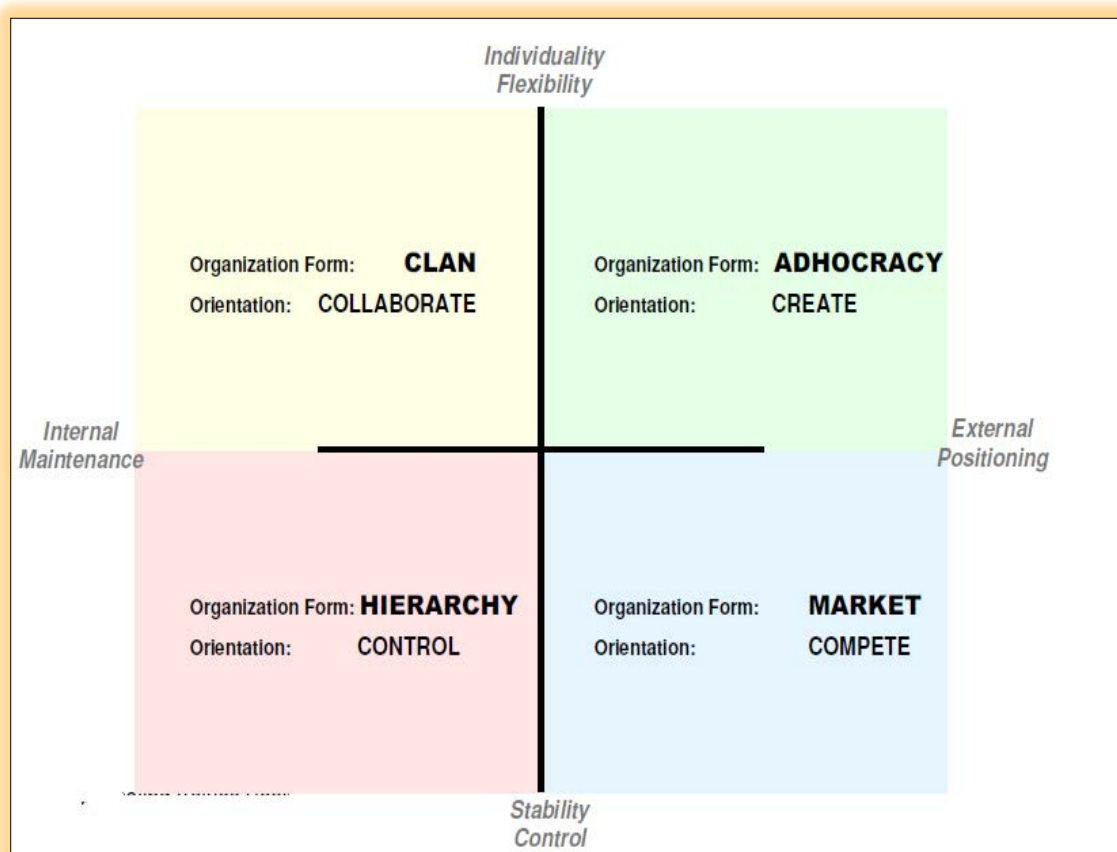 Individuality
Flexibility
Organization Form: CLAN
Orientation: COLLABORATE
Organization Form: ADHOCRACY
Orientation: CREATE
Internal
Maintenance
External
Positioning
Organization Form: HIERARCHY
Orientation: CONTROL
Organization Form: MARKET
Orientation: COMPETE
Stability
Control